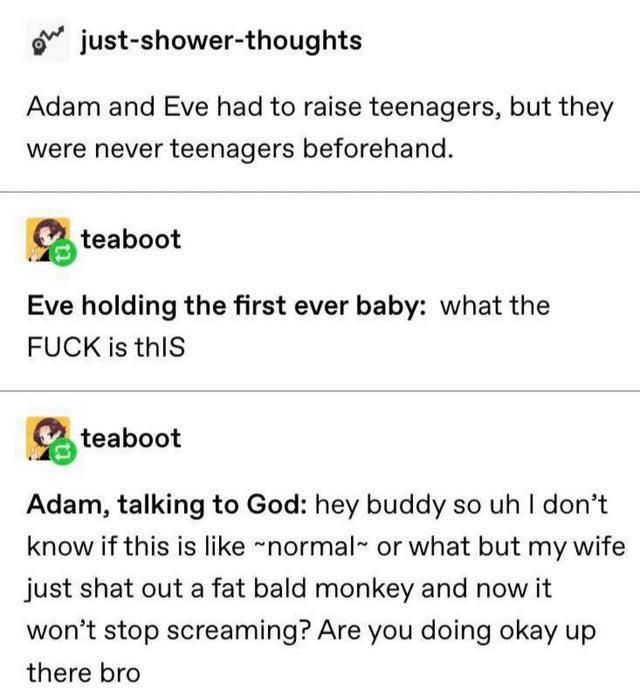 just-shower-thoughts
Adam and Eve had to raise teenagers, but they
were never teenagers beforehand.
teaboot
Eve holding the first ever baby: what the
FUCK is thIS
teaboot
Adam, talking to God: hey buddy so uh I don’t
know if this is like ~normal~ or what but my wife
just shat out a fat bald monkey and now it
won’t stop screaming? Are you doing okay up
there bro